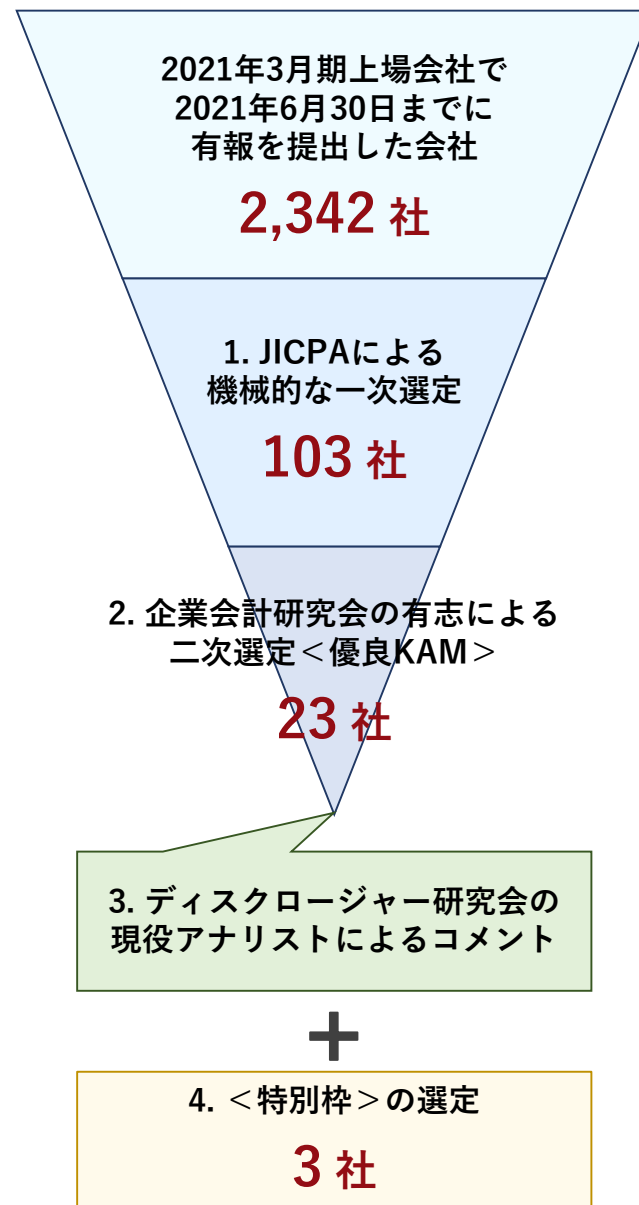 2021年3月期上場会社で
2021年6月30日までに
有報を提出した会社
2,342 社
1. JICPAによる
機械的な一次選定
103 社
2. 企業会計研究会の有志による
二次選定＜優良KAM＞
23 社
3. ディスクロージャー研究会の
現役アナリストによるコメント
+
4. ＜特別枠＞の選定
3 社